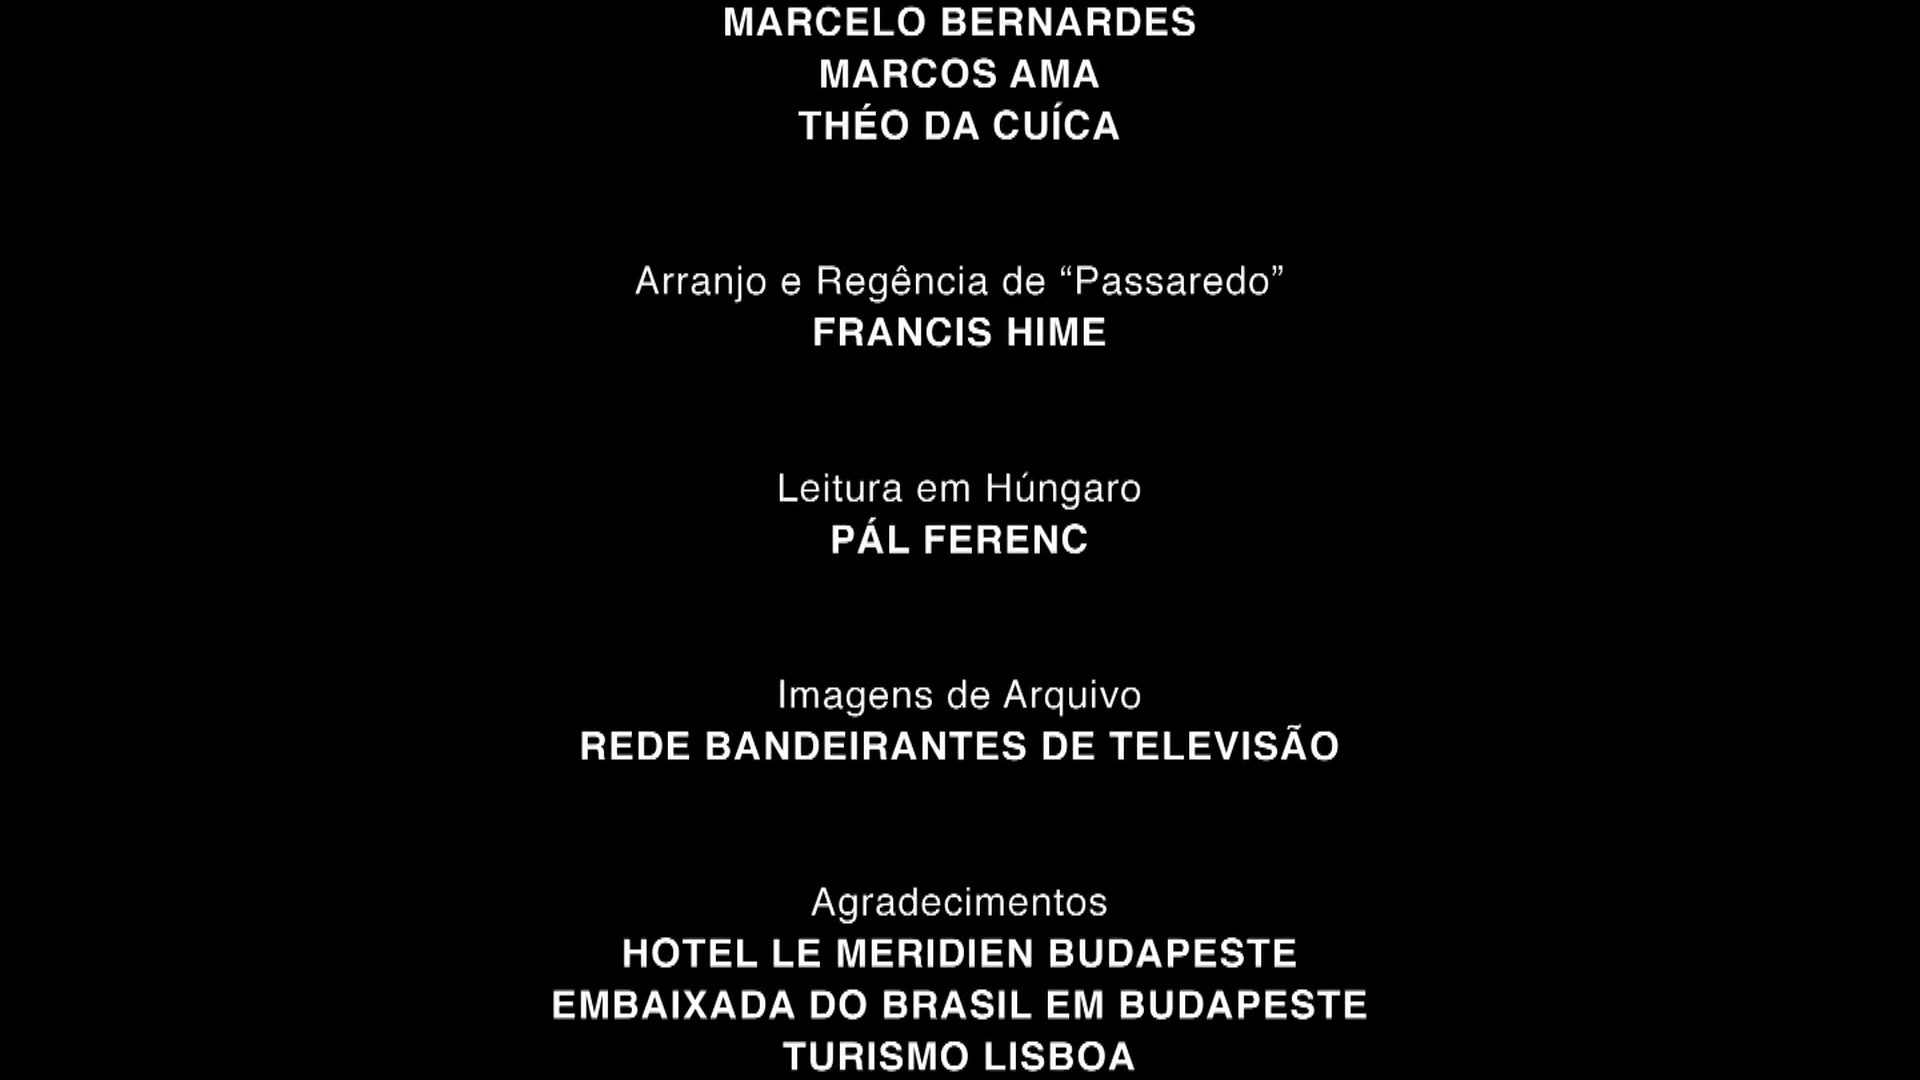 MARCELO BERNARDES
MARCOS AMA
THÉO DA CUÍCA
Arranjo e Regência de “Passaredo”
FRANCIS HIME
Leitura em Húngaro
PÁL FERENC
Imagens de Arquivo
REDE BANDEIRANTES DE TELEVISÃO
Agradecimentos
HOTEL LE MERIDIEN BUDAPESTE
EMBAIXADA DO BRASIL EM BUDAPESTE
TURISMO LISBOA